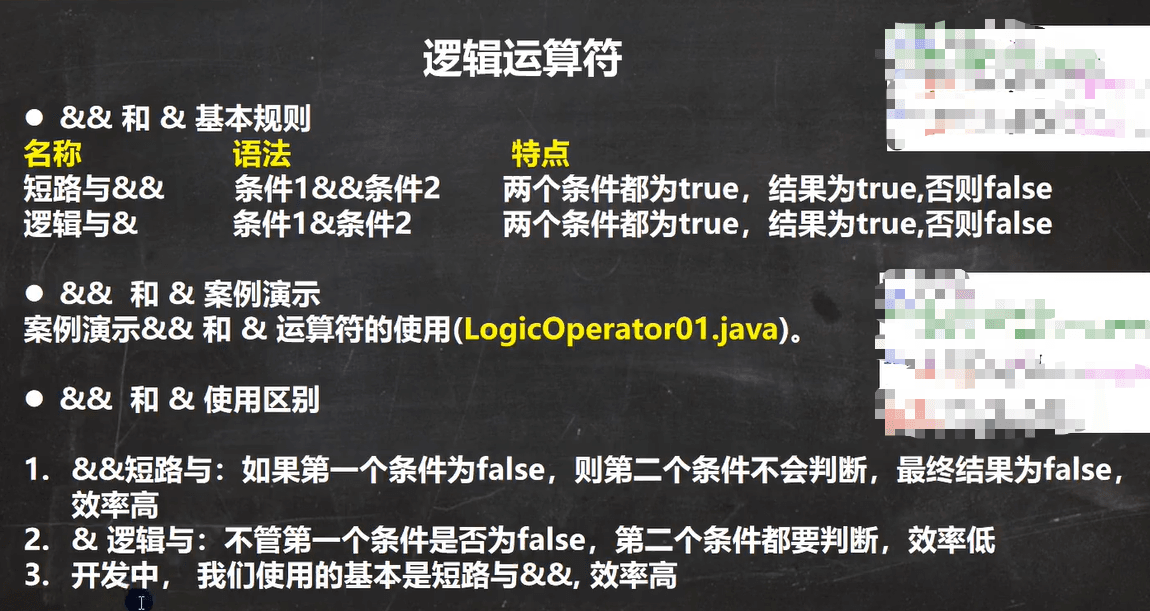 逻辑运算符
● && 和 & 基本规则
名称 语法 特点
短路与&& 条件1&&条件2 两个条件都为true，结果为true,否则false
逻辑与& 条件1&条件2 两个条件都为true，结果为true,否则false
● && 和 & 案例演示
案例演示&& 和 & 运算符的使用(LogicOperator01.java)。
● && 和 & 使用区别
1. &&短路与：如果第一个条件为false，则第二个条件不会判断，最终结果为false，
效率高
2. & 逻辑与：不管第一个条件是否为false，第二个条件都要判断，效率低
3. 开发中， 我们使用的基本是短路与&&, 效率高